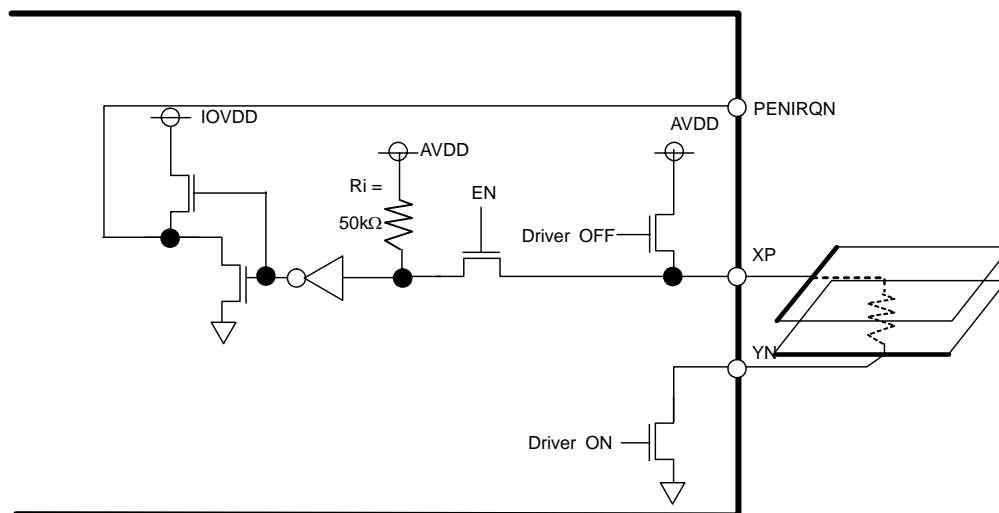 PENIRQN
IOVDD
AVDD
AVDD
Ri =
50kΩ
EN
Driver OFF
XP
YN
Driver ON